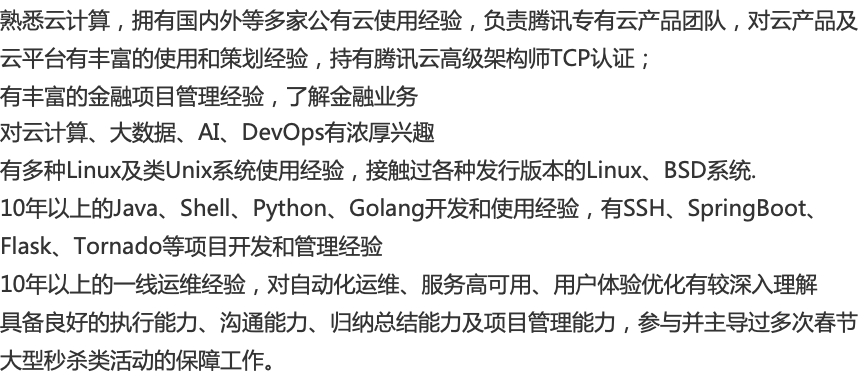 熟悉云计算，拥有国内外等多家公有云使用经验，负责腾讯专有云产品团队，对云产品及
云平台有丰富的使用和策划经验，持有腾讯云高级架构师TCP认证；
有丰富的金融项目管理经验，了解金融业务
对云计算、大数据、AI、DevOps有浓厚兴趣
有多种Linux及类Unix系统使用经验，接触过各种发行版本的Linux、BSD系统.
10年以上的Java、Shell、Python、Golang开发和使用经验，有SSH、SpringBoot、
Flask、Tornado等项目开发和管理经验
10年以上的一线运维经验，对自动化运维、服务高可用、用户体验优化有较深入理解
具备良好的执行能力、沟通能力、归纳总结能力及项目管理能力，参与并主导过多次春节
大型秒杀类活动的保障工作。